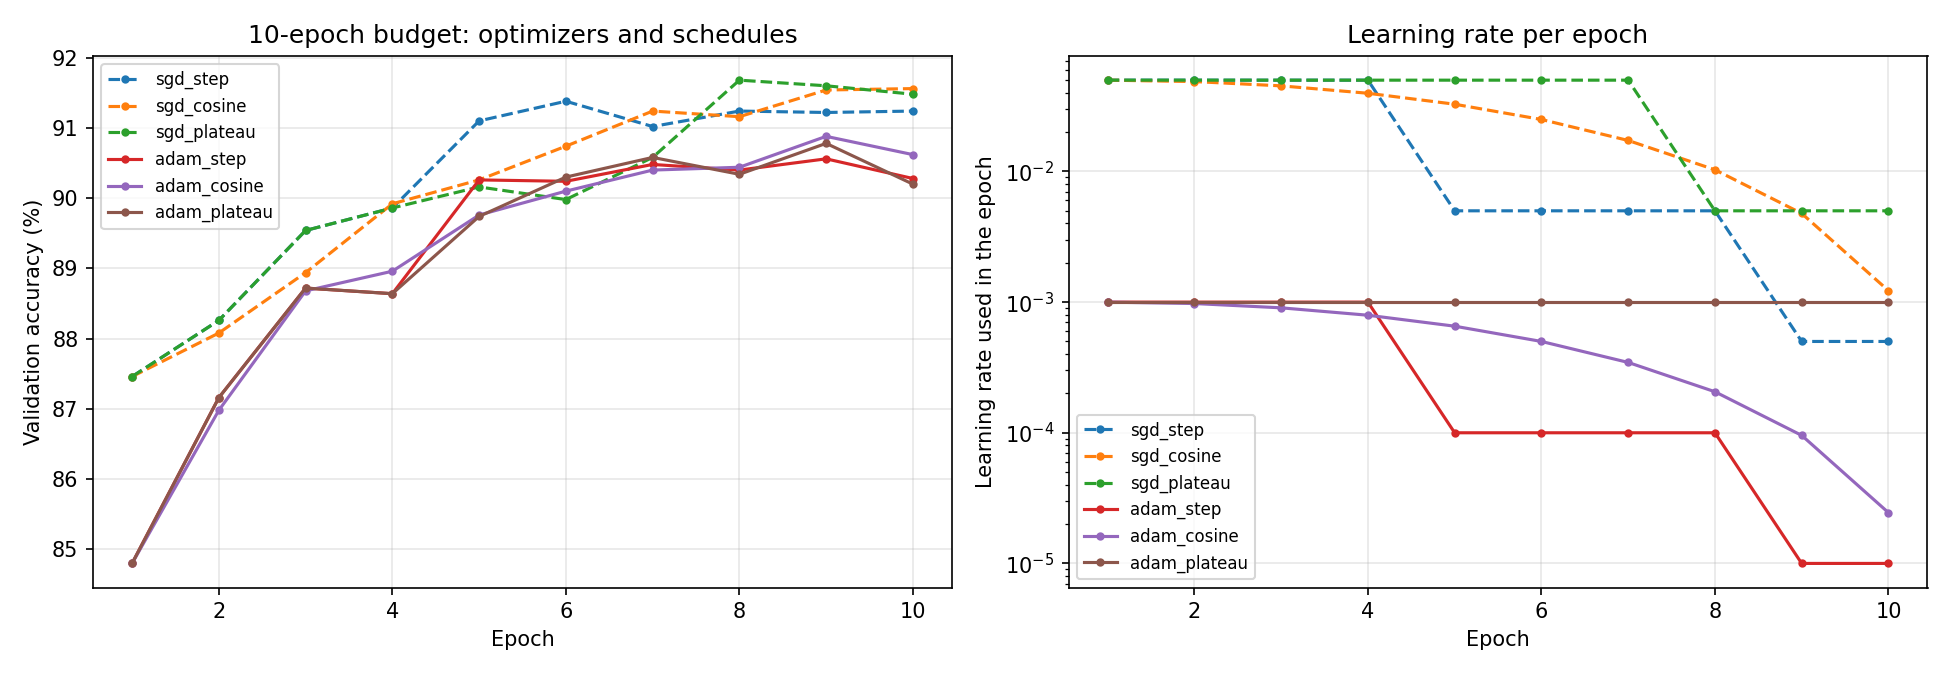 10-epoch budget: optimizers and schedules
92
91
90
89
88
87
86
85
Validation accuracy (%)
sgd_step
sgd_cosine
sgd_plateau
adam_step
adam_cosine
adam_plateau
2
4
6
8
10
Epoch
Learning rate per epoch
10⁻²
10⁻³
10⁻⁴
10⁻⁵
Learning rate used in the epoch
sgd_step
sgd_cosine
sgd_plateau
adam_step
adam_cosine
adam_plateau
2
4
6
8
10
Epoch